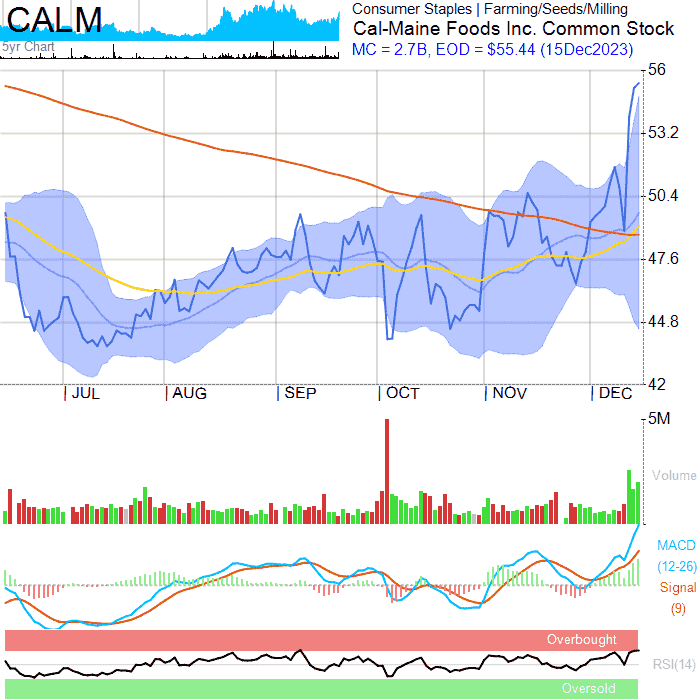 CALM
5yr Chart
Consumer Staples | Farming/Seeds/Milling
Cal-Maine Foods Inc. Common Stock
MC = 2.7B, EOD = $55.44 (15Dec2023)
56
53.2
50.4
47.6
44.8
42
| JUL | AUG | SEP | OCT | NOV | DEC
5M
Volume
MACD
(12-26)
Signal
(9)
Overbought
RSI(14)
Oversold